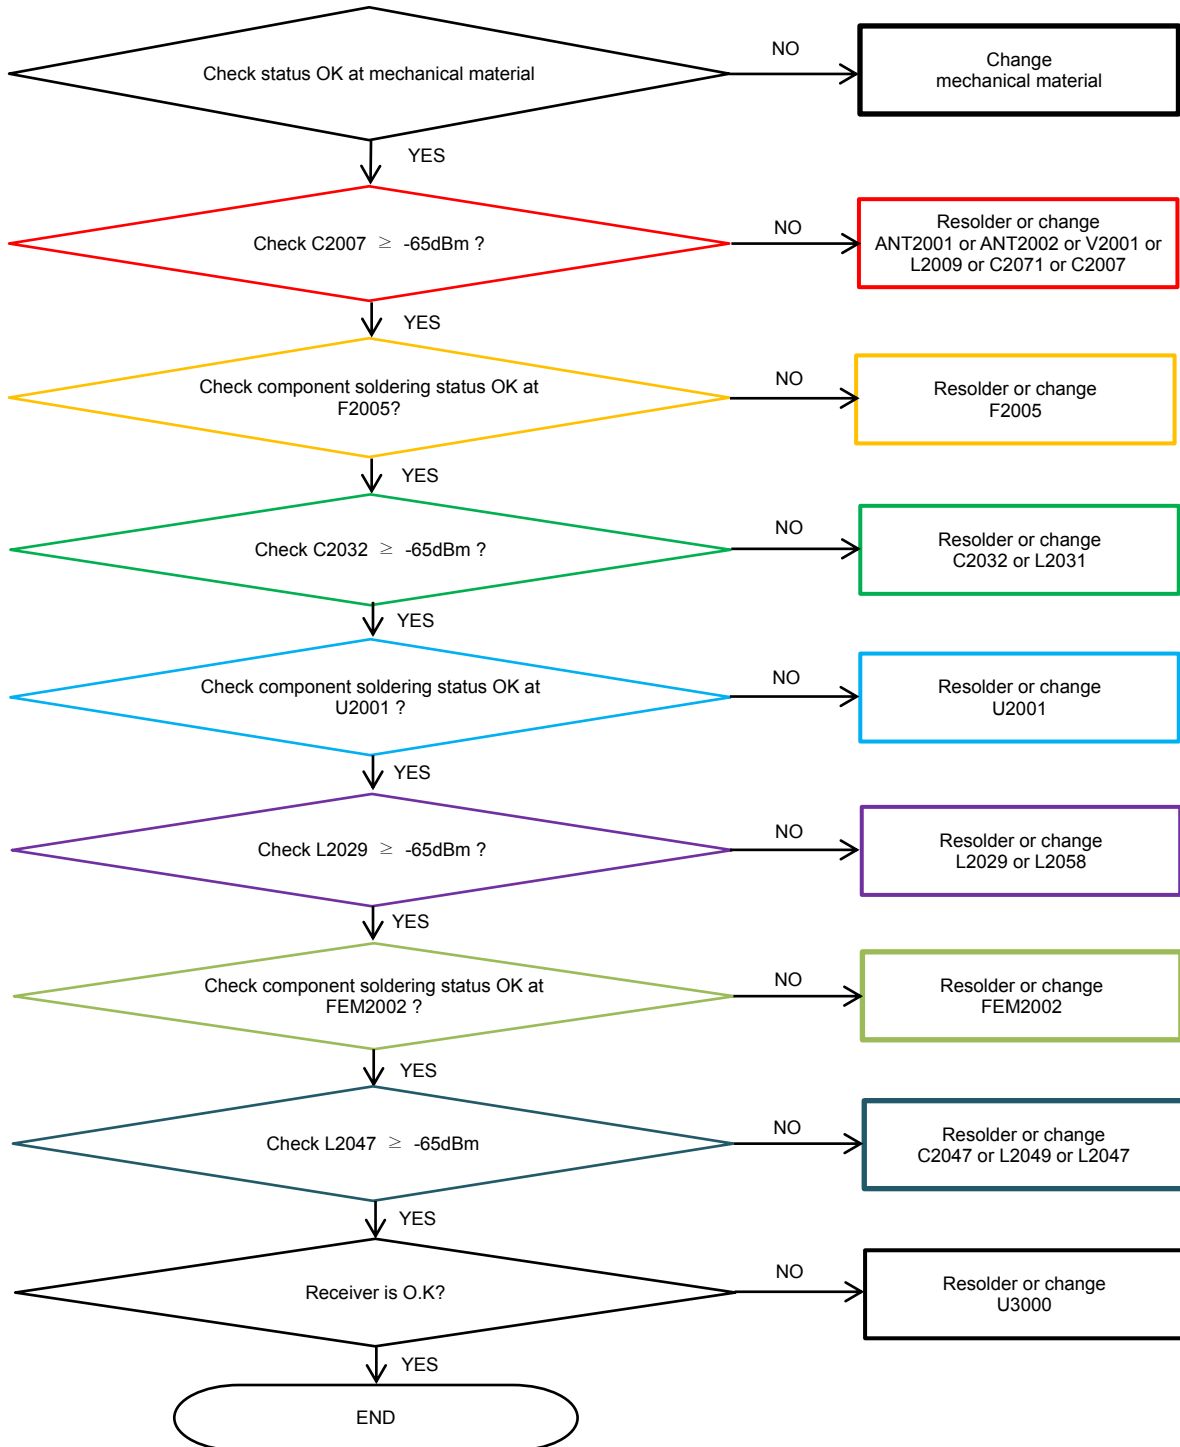 Check status OK at mechanical material
NO
Change
mechanical material
YES
Check C2007 ≥ -65dBm ?
NO
Resolder or change
ANT2001 or ANT2002 or V2001 or
L2009 or C2071 or C2007
YES
Check component soldering status OK at
F2005?
NO
Resolder or change
F2005
YES
Check C2032 ≥ -65dBm ?
NO
Resolder or change
C2032 or L2031
YES
Check component soldering status OK at
U2001 ?
NO
Resolder or change
U2001
YES
Check L2029 ≥ -65dBm ?
NO
Resolder or change
L2029 or L2058
YES
Check component soldering status OK at
FEM2002 ?
NO
Resolder or change
FEM2002
YES
Check L2047 ≥ -65dBm
NO
Resolder or change
C2047 or L2049 or L2047
YES
Receiver is O.K?
NO
Resolder or change
U3000
YES
END